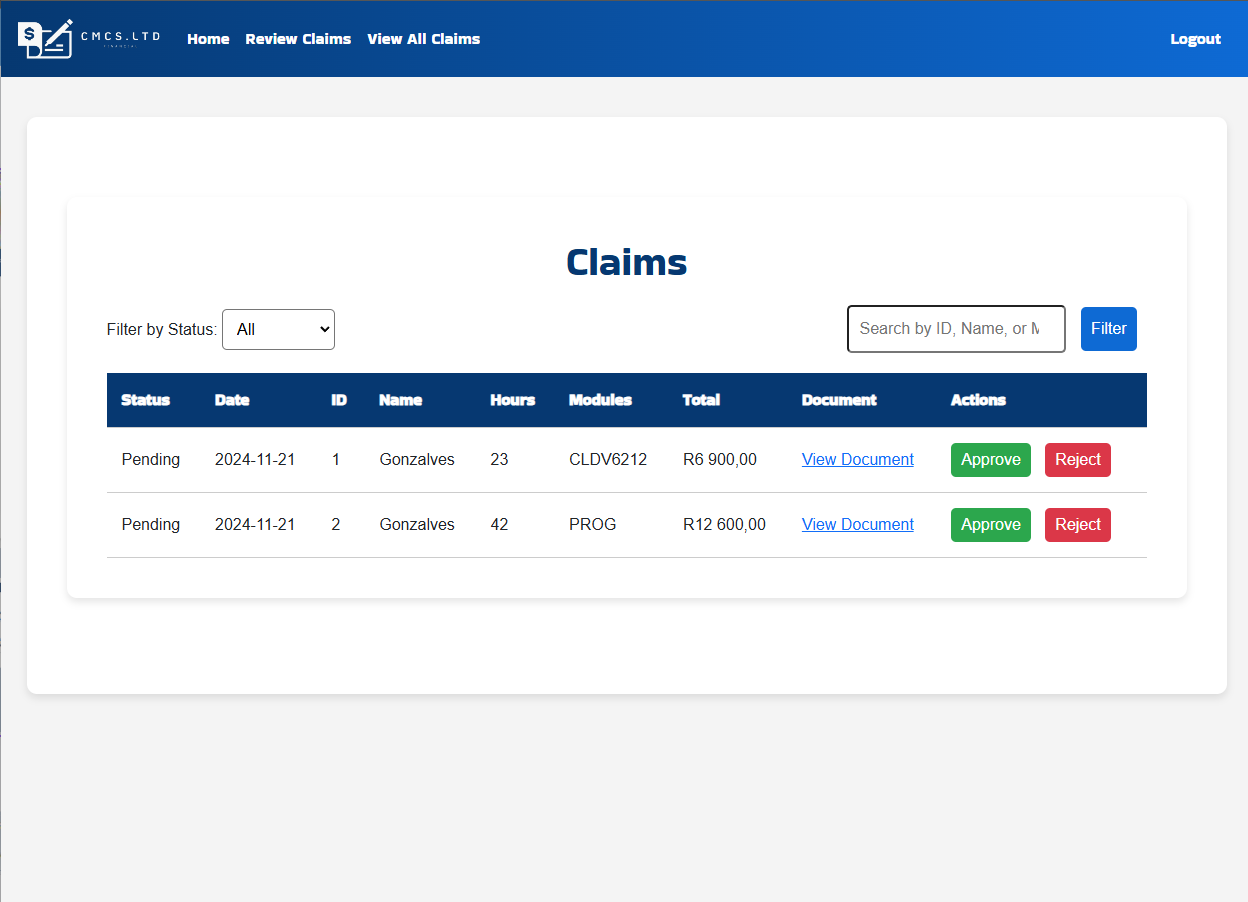 $ CMCS.LTD Home Review Claims View All Claims Logout
FINANCIAL
Claims
Filter by Status: All Search by ID, Name, or M Filter
Status Date ID Name Hours Modules Total Document Actions
Pending 2024-11-21 1 Gonzalves 23 CLDV6212 R6 900,00 View Document Approve Reject
Pending 2024-11-21 2 Gonzalves 42 PROG R12 600,00 View Document Approve Reject